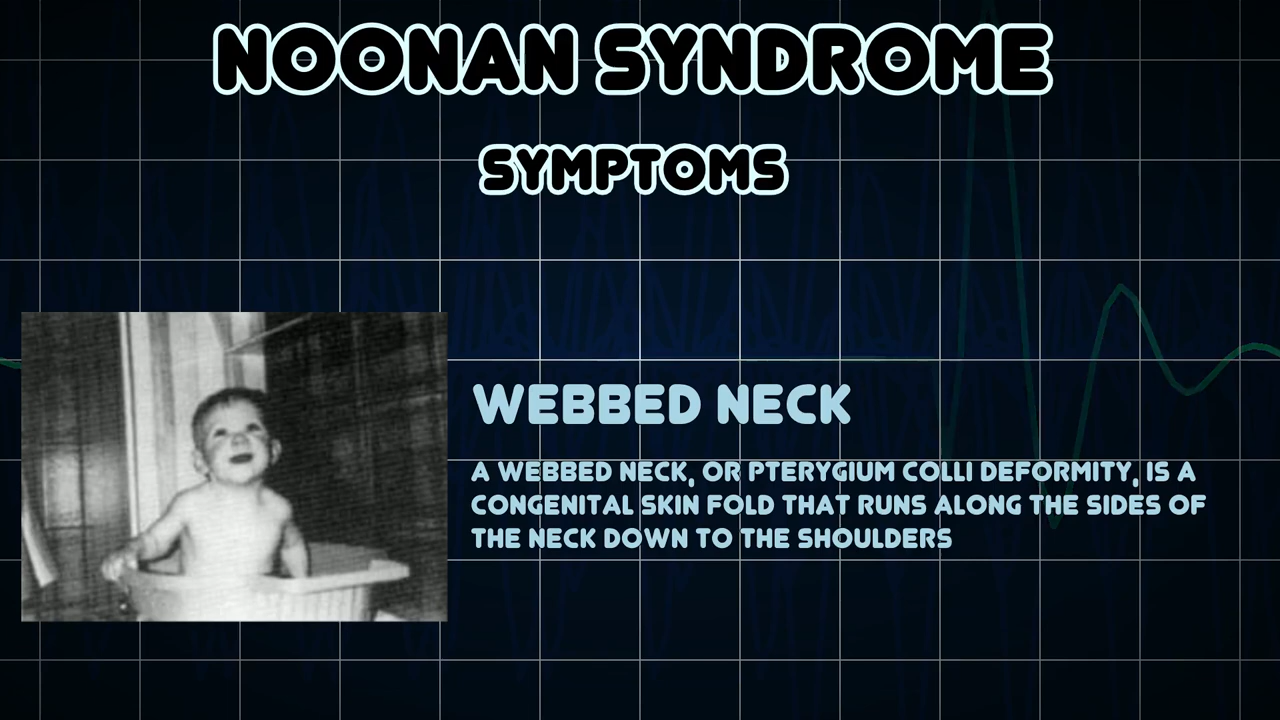 NOONAN SYNDROME
SYMPTOMS
WEBBED NECK
A WEBBED NECK, OR PTERYGIUM COLLI DEFORMITY, IS A
CONGENITAL SKIN FOLD THAT RUNS ALONG THE SIDES OF
THE NECK DOWN TO THE SHOULDERS